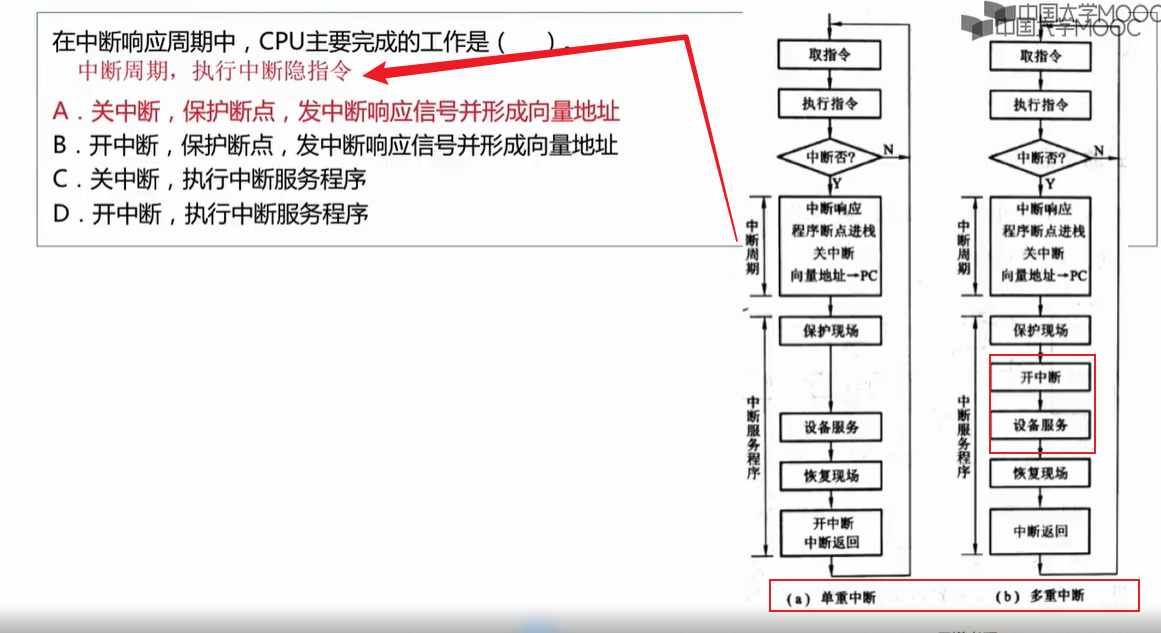 中国大学MOOC
中国大学MOOC
在中断响应周期中，CPU主要完成的工作是（ ）。
中断周期，执行中断隐指令
A．关中断，保护断点，发中断响应信号并形成向量地址
B．开中断，保护断点，发中断响应信号并形成向量地址
C．关中断，执行中断服务程序
D．开中断，执行中断服务程序
取指令
执行指令
中断否?
N
Y
中断周期
中断响应
程序断点进栈
关中断
向量地址→PC
中断服务程序
保护现场
设备服务
恢复现场
开中断
中断返回
(a) 单重中断
取指令
执行指令
中断否?
N
Y
中断周期
中断响应
程序断点进栈
关中断
向量地址→PC
中断服务程序
保护现场
开中断
设备服务
恢复现场
中断返回
(b) 多重中断